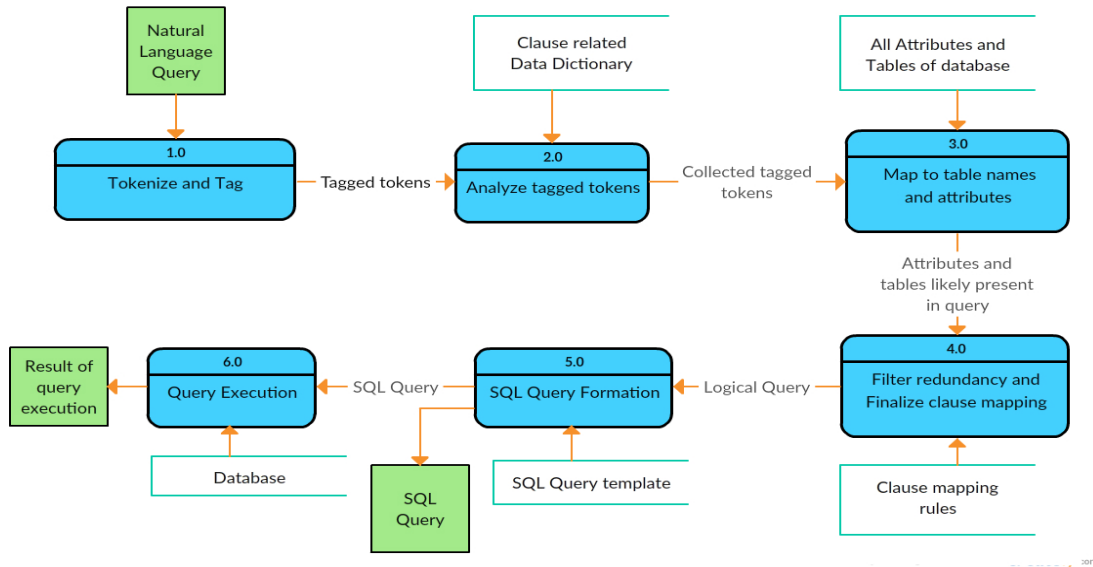 Natural
Language
Query
Clause related
Data Dictionary
All Attributes and
Tables of database
1.0
Tokenize and Tag
Tagged tokens
2.0
Analyze tagged tokens
Collected tagged
tokens
3.0
Map to table names
and attributes
Attributes and
tables likely present
in query
4.0
Filter redundancy and
Finalize clause mapping
Clause mapping
rules
Logical Query
5.0
SQL Query Formation
SQL Query template
SQL
Query
SQL Query
6.0
Query Execution
Database
Result of
query
execution